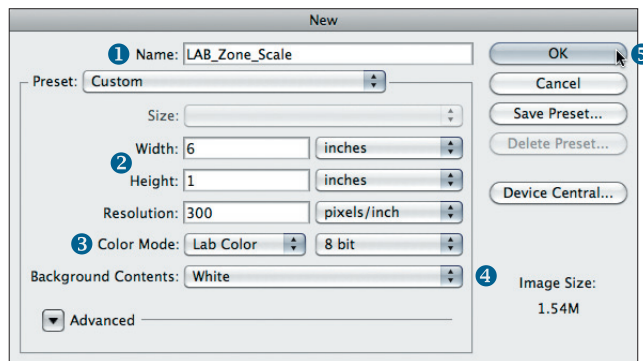 New
1 Name: LAB_Zone_Scale
OK 5
Preset: Custom
Cancel
Size:
Save Preset...
2 Width: 6 inches
Delete Preset...
Height: 1 inches
Device Central...
Resolution: 300 pixels/inch
3 Color Mode: Lab Color 8 bit
Background Contents: White 4
Image Size:
1.54M
Advanced